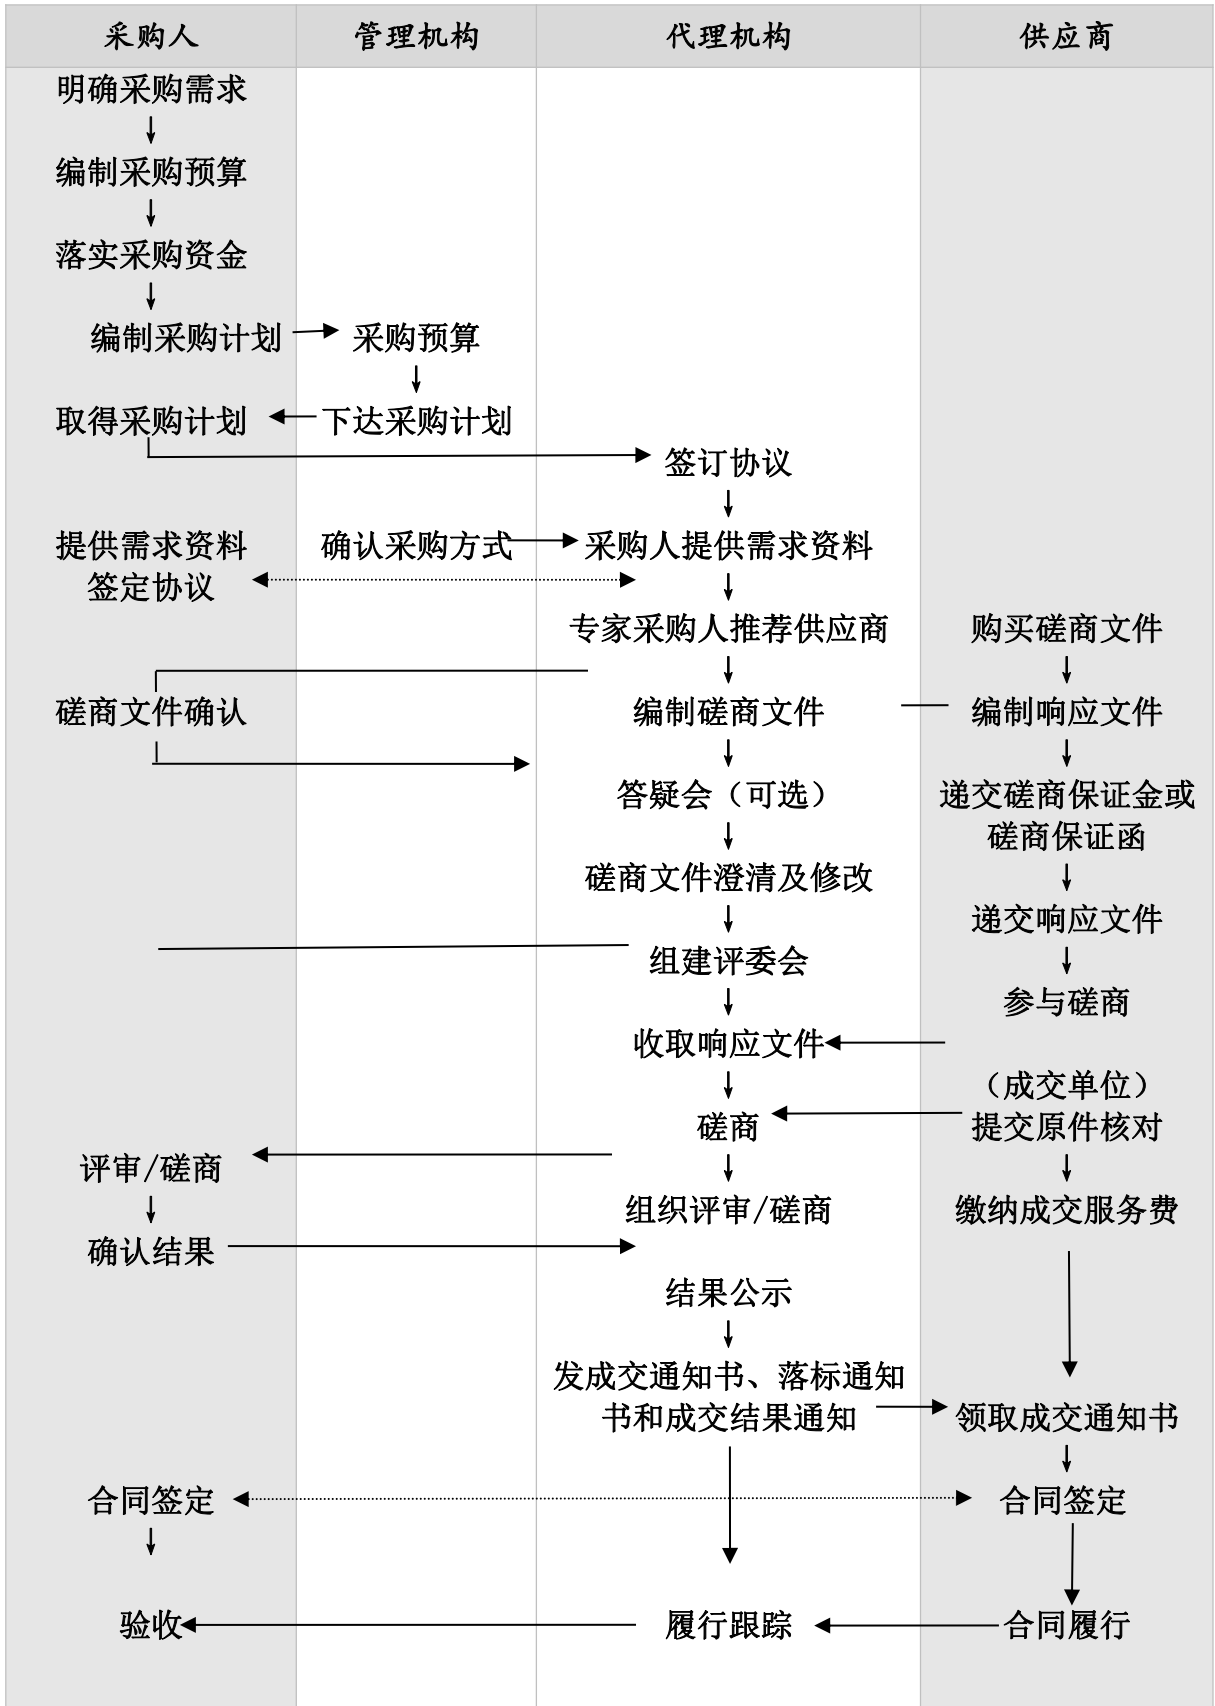 采购人 管理机构 代理机构 供应商
明确采购需求
↓
编制采购预算
↓
落实采购资金
↓
编制采购计划 采购预算
↓
取得采购计划 下达采购计划
签订协议
↓
提供需求资料 确认采购方式 采购人提供需求资料
签定协议 ↓
专家采购人推荐供应商 购买磋商文件
↓ ↓
磋商文件确认 编制磋商文件 编制响应文件
↓ ↓
答疑会（可选） 递交磋商保证金或
↓ 磋商保证函
磋商文件澄清及修改 ↓
↓ 递交响应文件
组建评委会 ↓
↓ 参与磋商
收取响应文件
↓ （成交单位）
磋商 提交原件核对
评审/磋商 ↓ ↓
↓ 组织评审/磋商 缴纳成交服务费
确认结果
结果公示
↓
发成交通知书、落标通知
书和成交结果通知 领取成交通知书
↓
合同签定 合同签定
↓
验收 履行跟踪 合同履行